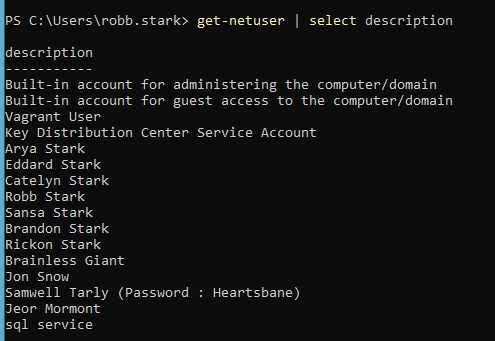 PS C:\Users\robb.stark> get-netuser | select description
description
-----------
Built-in account for administering the computer/domain
Built-in account for guest access to the computer/domain
Vagrant User
Key Distribution Center Service Account
Arya Stark
Eddard Stark
Catelyn Stark
Robb Stark
Sansa Stark
Brandon Stark
Rickon Stark
Brainless Giant
Jon Snow
Samwell Tarly (Password : Heartsbane)
Jeor Mormont
sql service